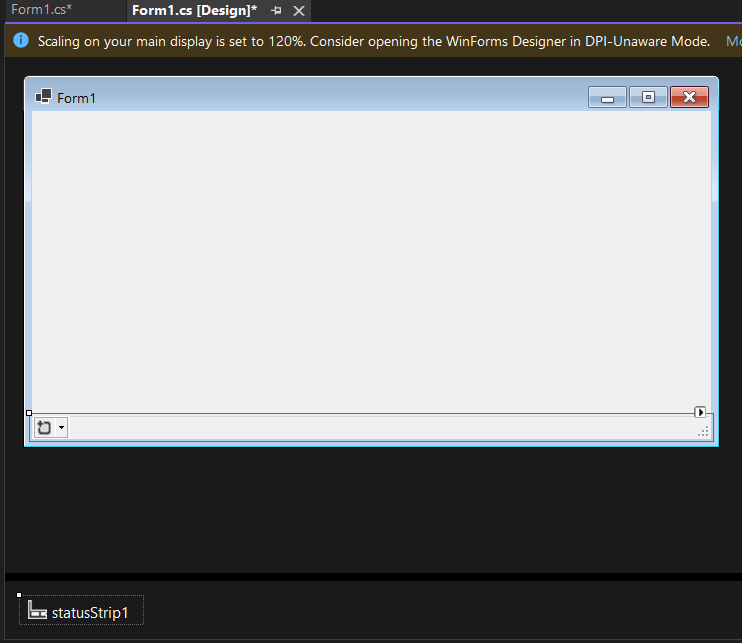 Form1.cs*
Form1.cs [Design]*
Scaling on your main display is set to 120%. Consider opening the WinForms Designer in DPI-Unaware Mode.
Form1
statusStrip1